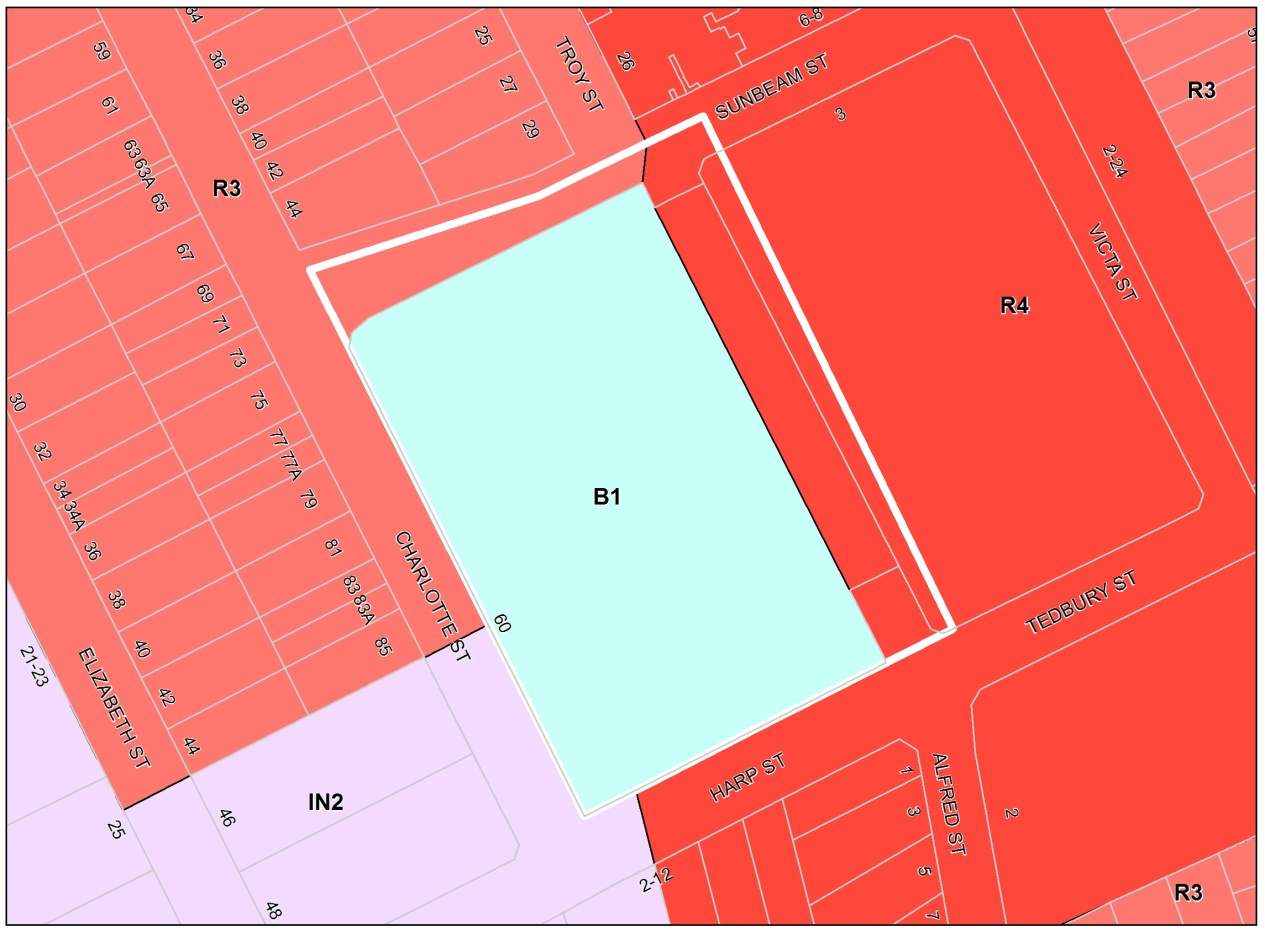 34
59
36
25
TROY ST
26
6-8
SUNBEAM ST
R3
61
38
27
3
40
29
2-24
63
63A
42
R3
65
44
67
VICTA ST
69
R4
71
73
30
75
32
77
77A
34
34A
79
B1
36
81
CHARLOTTE ST
38
83
83A
TEDBURY ST
60
40
85
21-23
ELIZABETH ST
42
44
HARP ST
1
ALFRED ST
IN2
46
3
2
25
2-12
5
R3
48
7